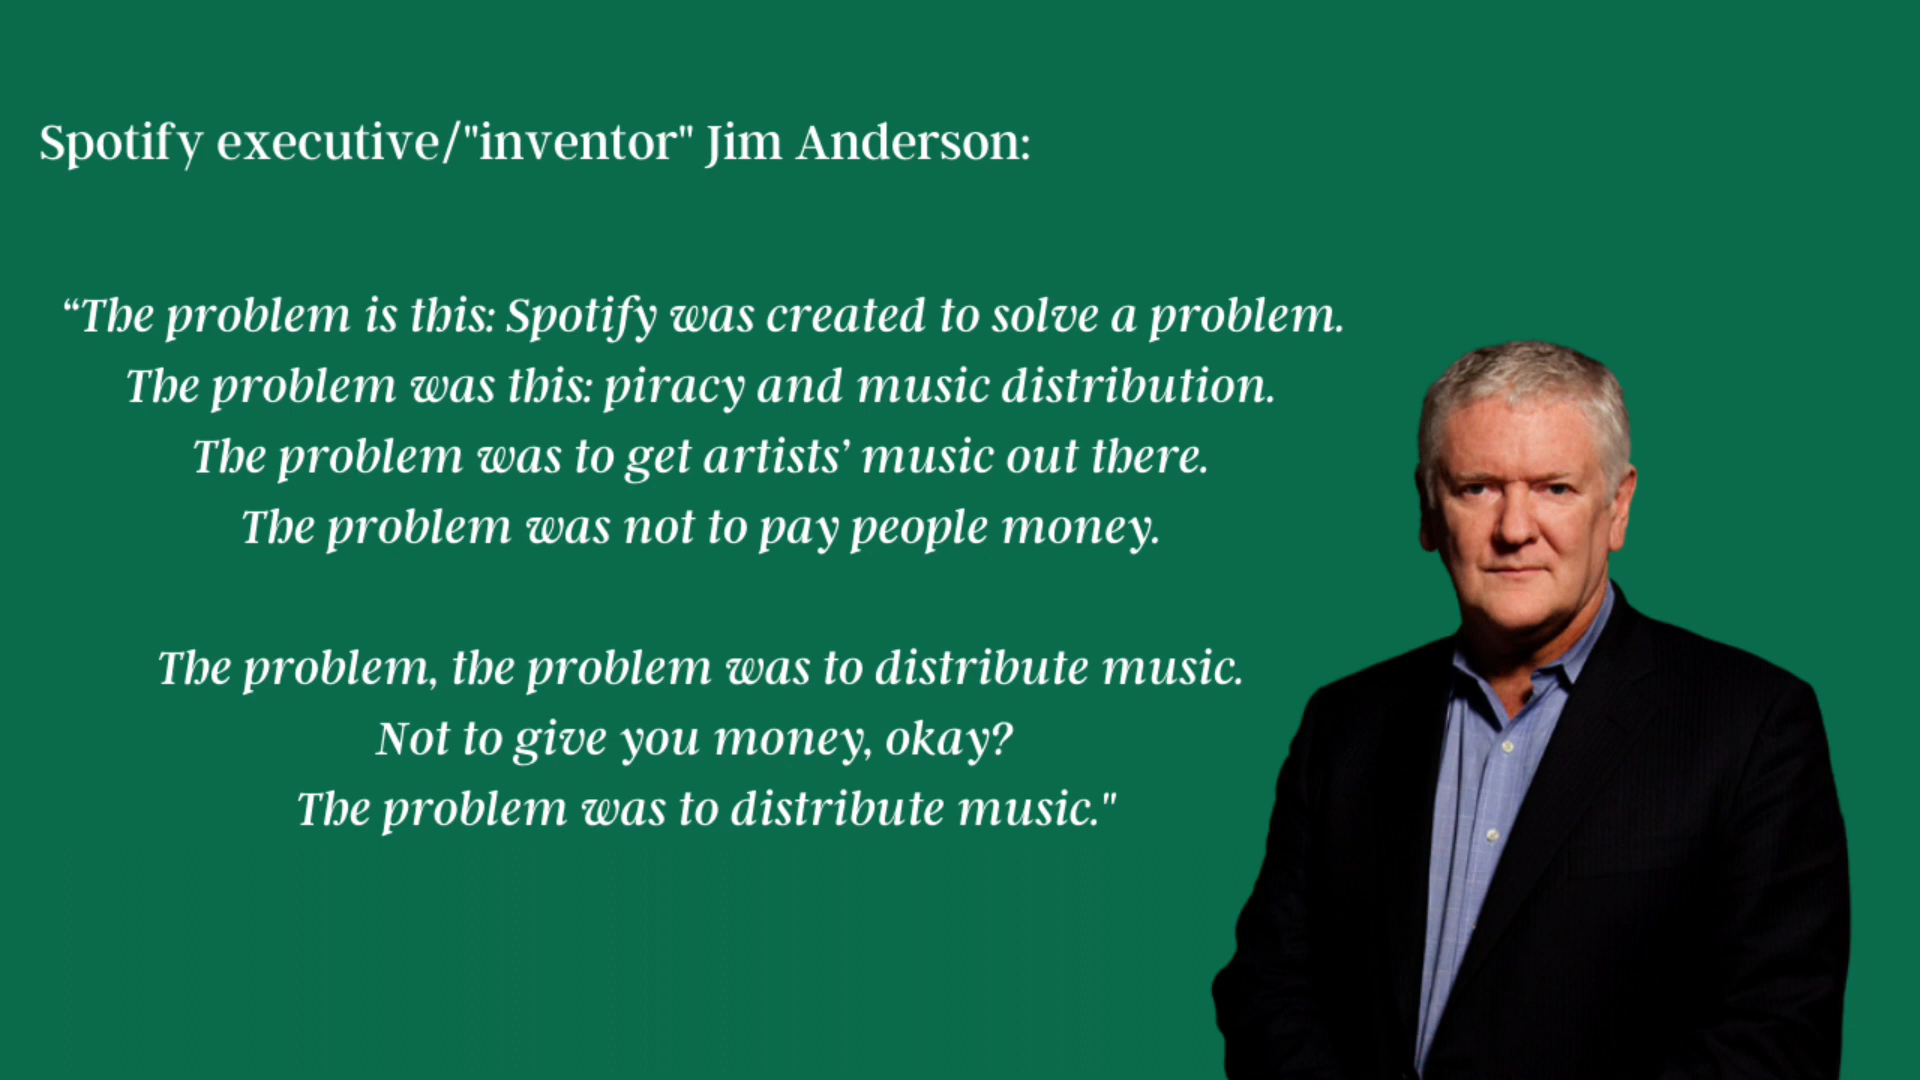 Spotify executive/"inventor" Jim Anderson:
“The problem is this: Spotify was created to solve a problem.
The problem was this: piracy and music distribution.
The problem was to get artists’ music out there.
The problem was not to pay people money.
The problem, the problem was to distribute music.
Not to give you money, okay?
The problem was to distribute music."